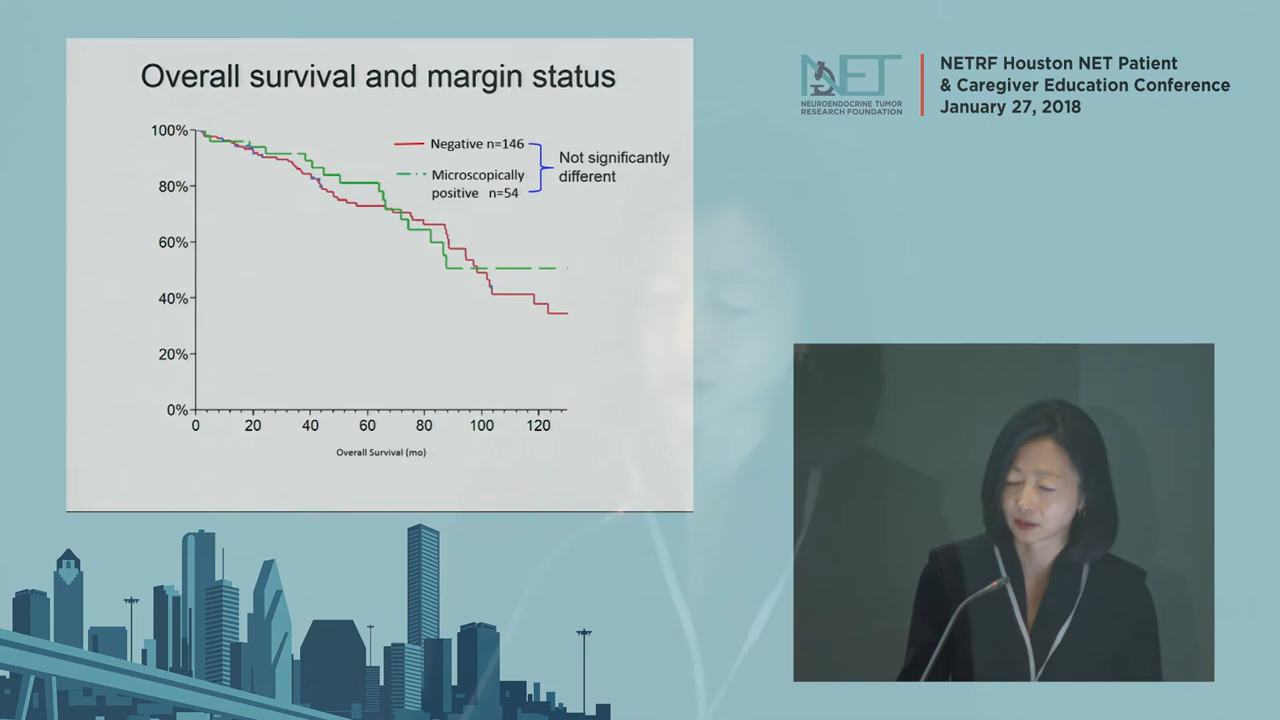 Overall survival and margin status
100%
80%
60%
40%
20%
0%
0 20 40 60 80 100 120
Overall Survival (mo)
Negative n=146
Microscopically
positive n=54
Not significantly
different
NET
NEUROENDOCRINE TUMOR
RESEARCH FOUNDATION
NETRF Houston NET Patient
& Caregiver Education Conference
January 27, 2018